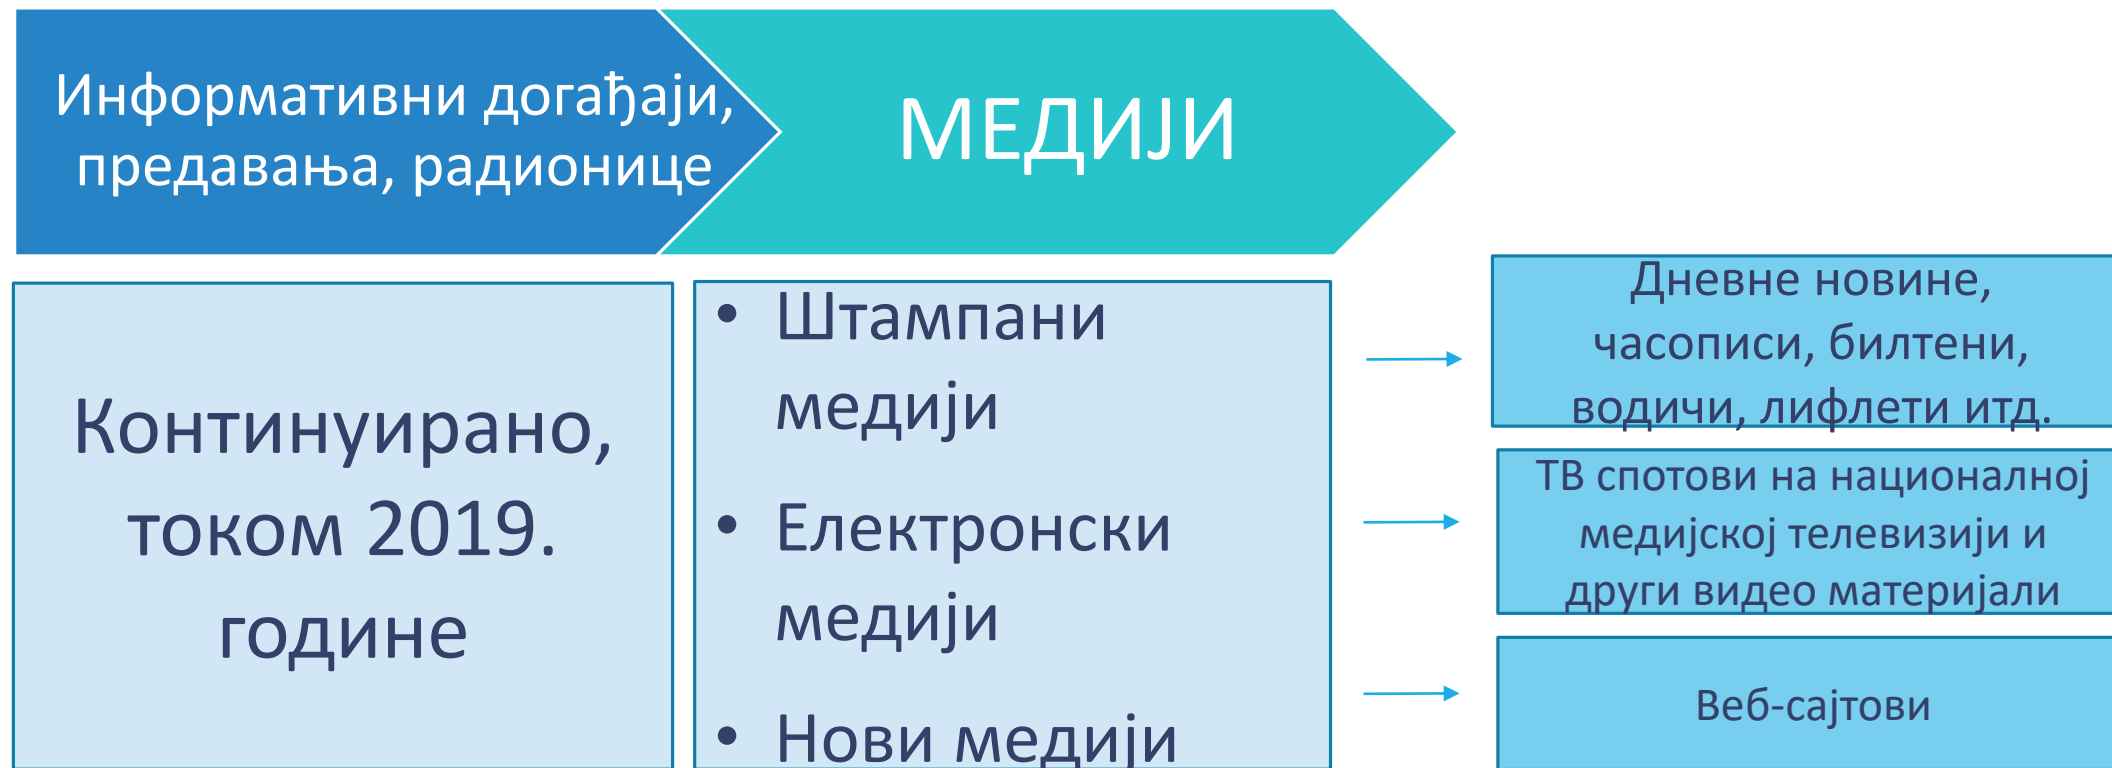 Информативни догађаји,
предавања, радионице
МЕДИЈИ
Континуирано,
током 2019.
године
• Штампани
медији
• Електронски
медији
• Нови медији
Дневне новине,
часописи, билтени,
водичи, лифлети итд.
ТВ спотови на националној
медијској телевизији и
други видео материјали
Веб-сајтови